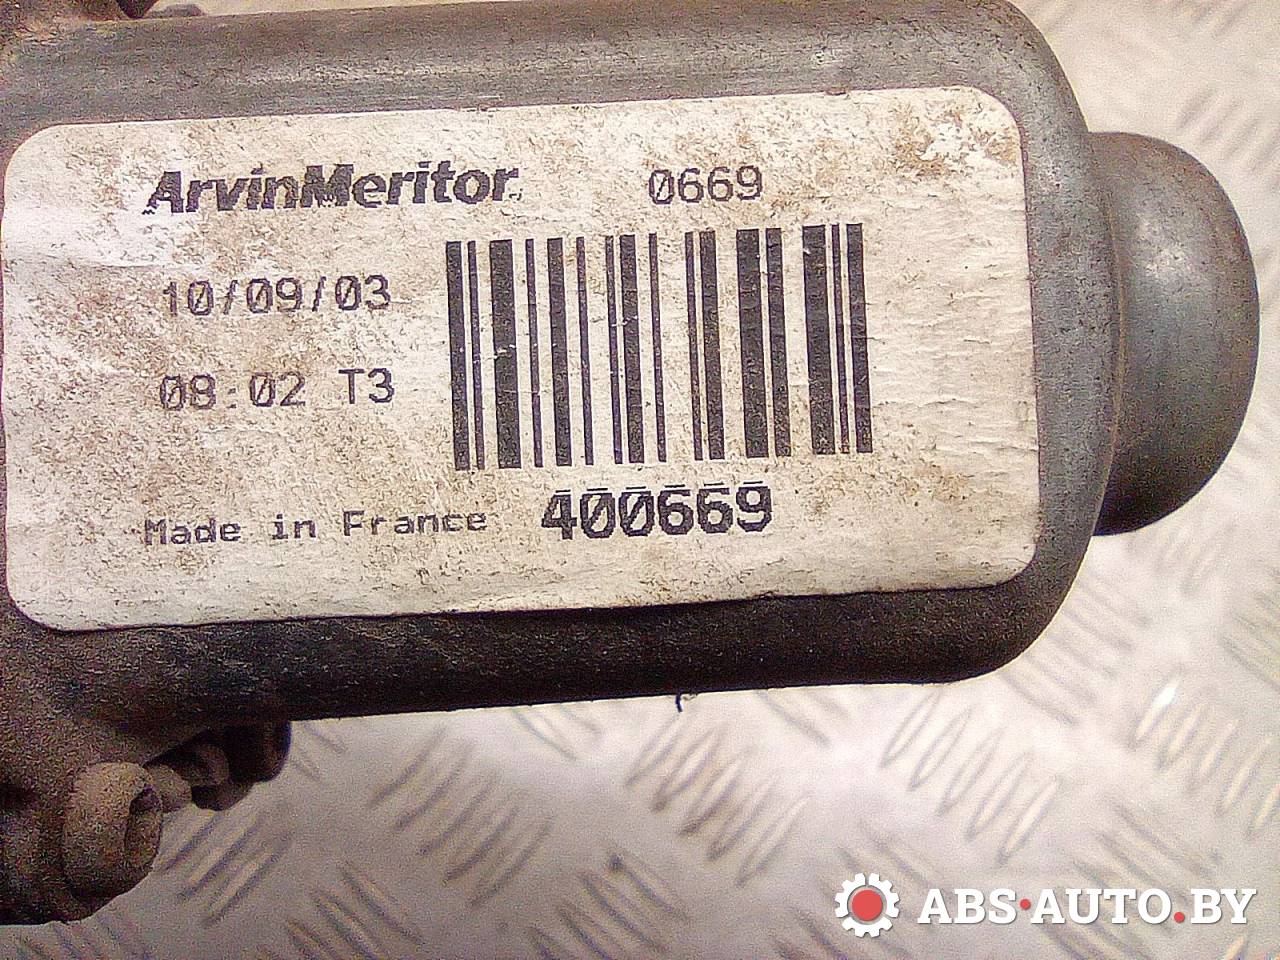 ArvinMeritor 0669
10/09/03
08:02 T3
Made in France 400669
ABS·AUTO.BY